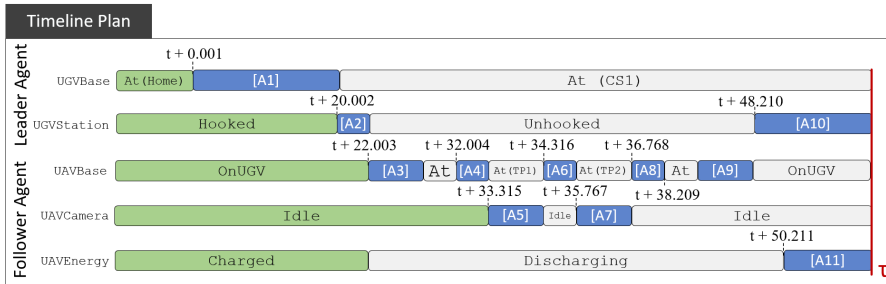 Timeline Plan
Leader Agent
Follower Agent
t + 0.001
UGVBase At(Home) [A1] At (CS1)
t + 20.002 t + 48.210
UGVStation Hooked [A2] Unhooked [A10]
t + 22.003 t + 32.004 t + 34.316 t + 36.768
UAVBase OnUGV [A3] At [A4] At(TP1) [A6] At(TP2) [A8] At [A9] OnUGV
t + 33.315 t + 35.767 t + 38.209
UAVCamera Idle [A5] Idle [A7] Idle
t + 50.211
UAVEnergy Charged Discharging [A11]
τ